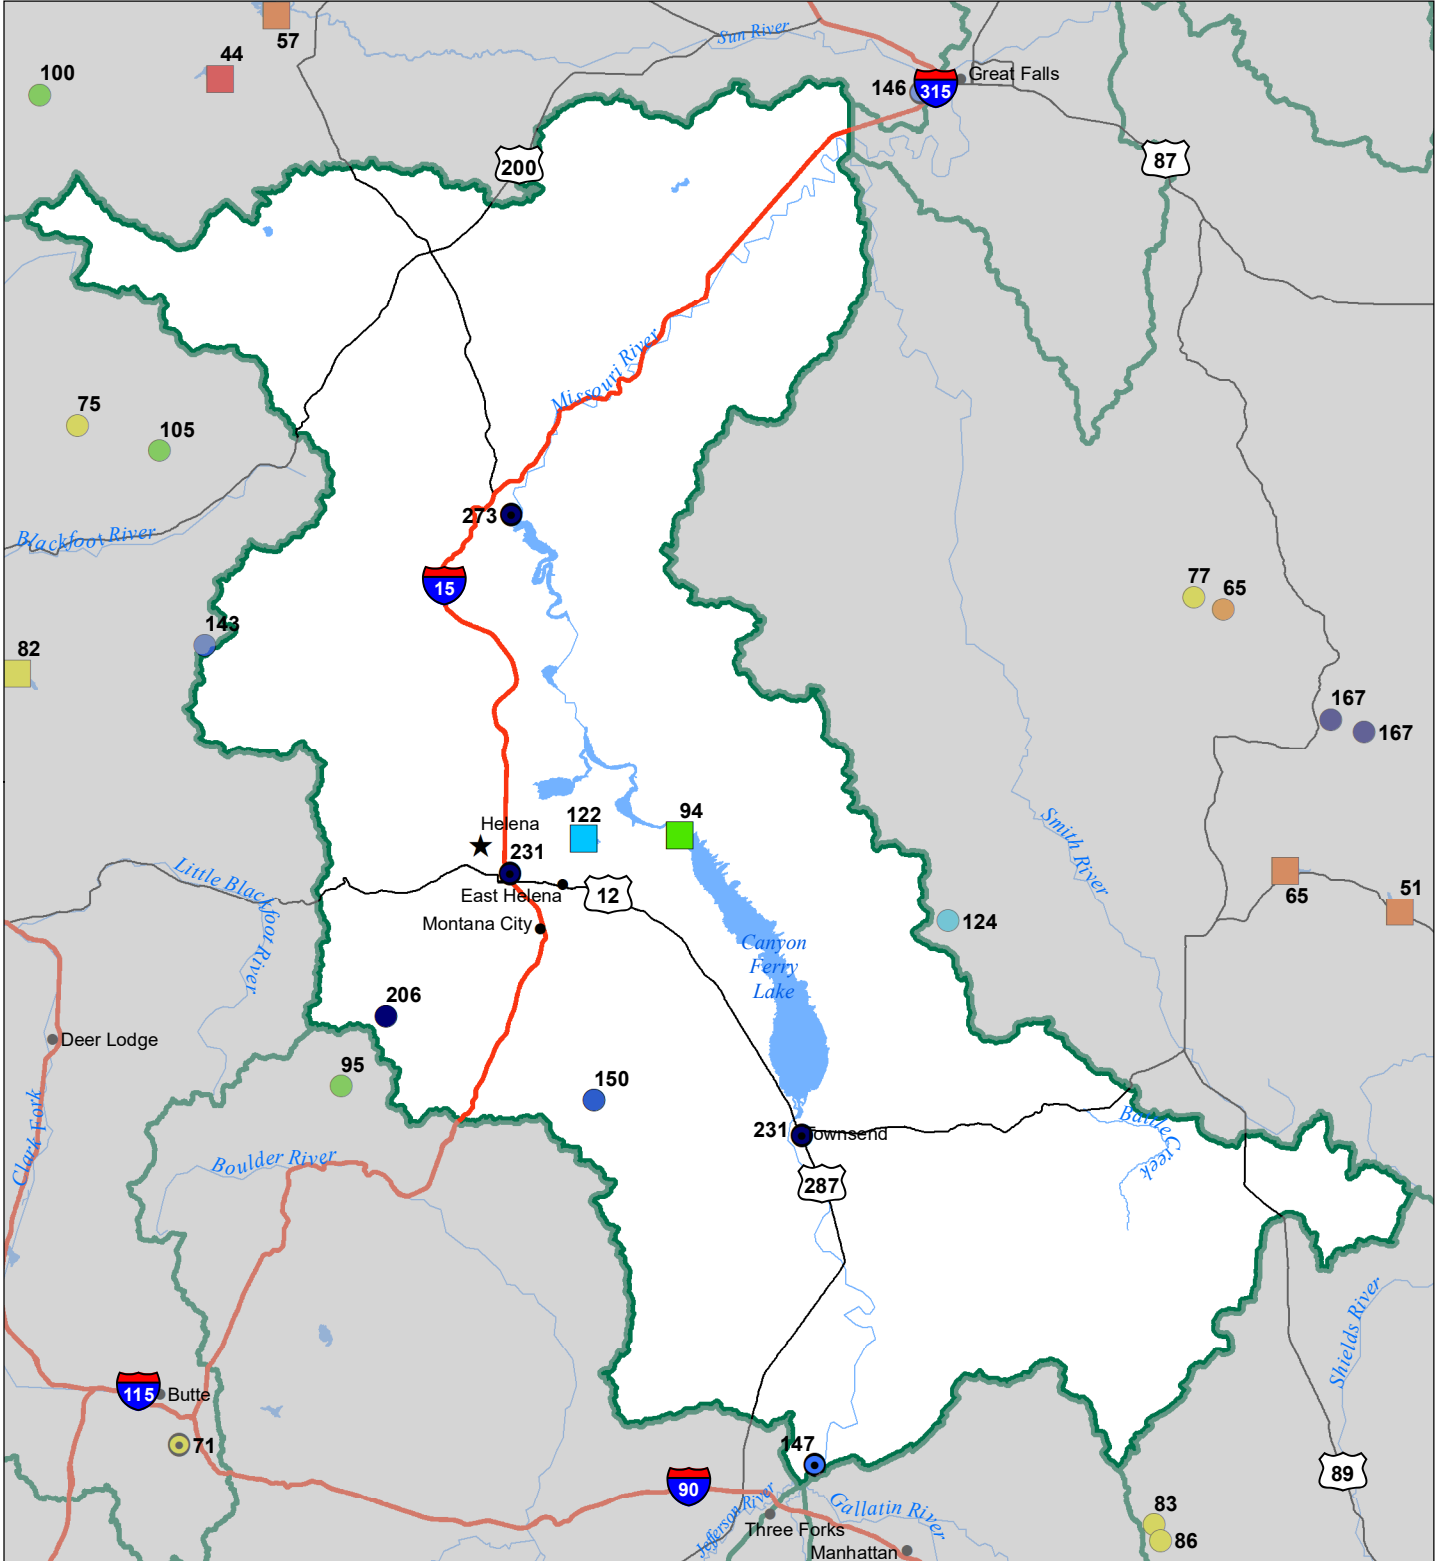 57
Sun River
44
100
Great Falls
146
315
87
200
Missouri River
75
105
Blackfoot River
273
15
77
65
143
82
167
167
Smith River
Helena
122
94
231
East Helena
12
Montana City
Little Blackfoot River
65
51
124
Canyon
Ferry
Lake
206
Deer Lodge
95
150
Clark Fork
231
Townsend
Battle Creek
Boulder River
287
Shields River
115
Butte
71
147
90
89
Jefferson River
Gallatin River
Three Forks
Manhattan
83
86